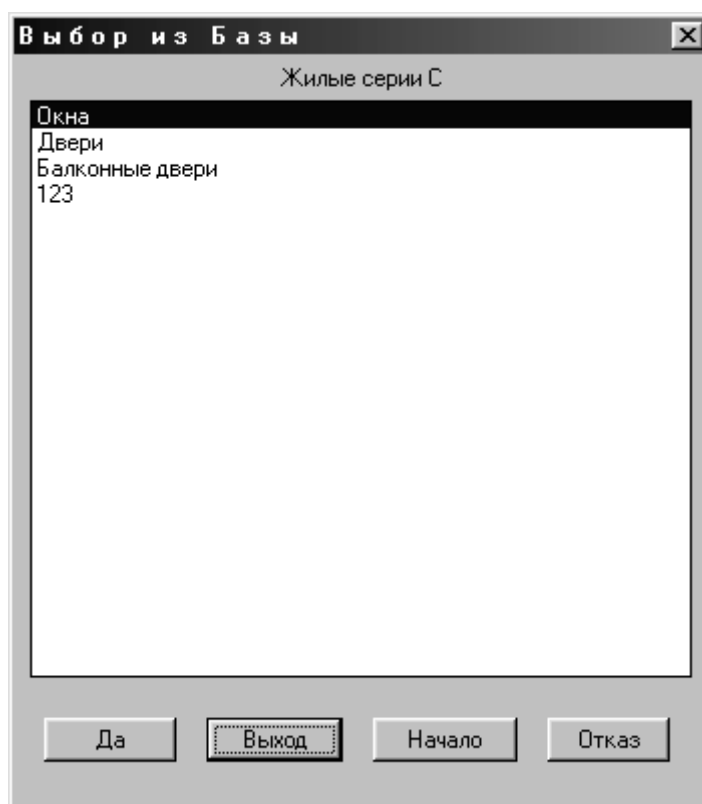 Выбор из Базы
Жилые серии С
Окна
Двери
Балконные двери
123
Да Выход Начало Отказ